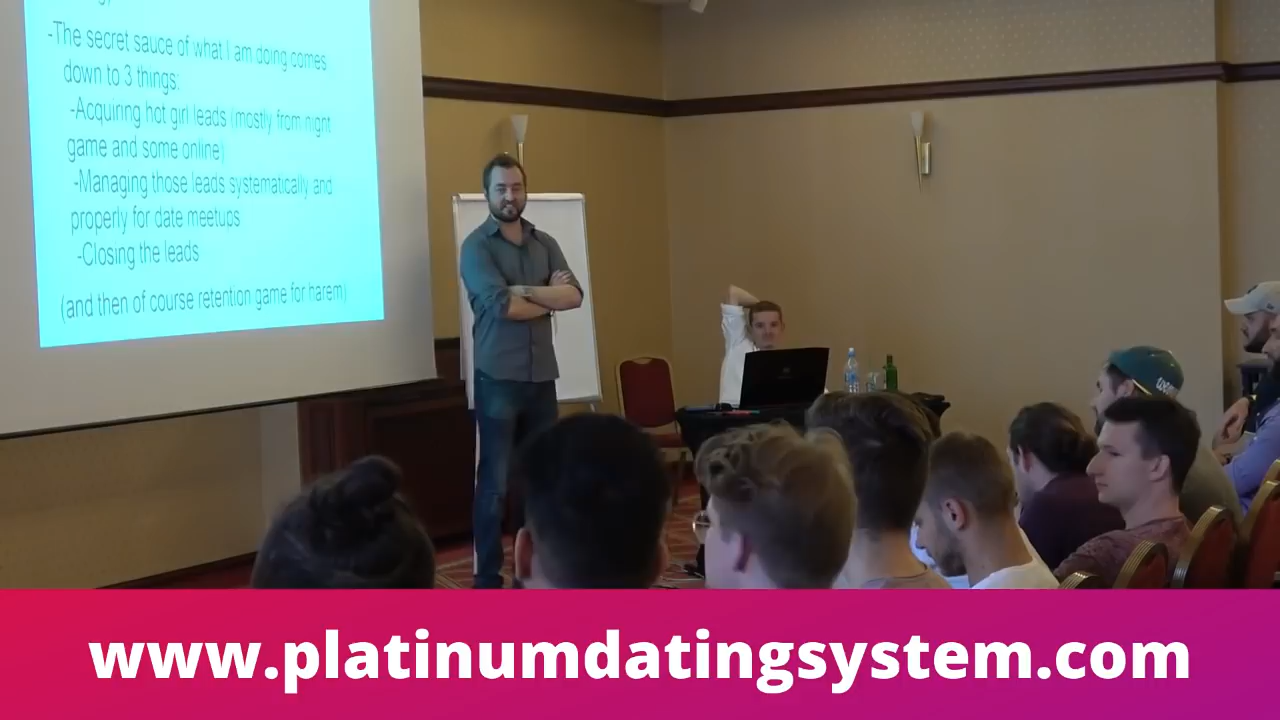 -The secret sauce of what I am doing comes
down to 3 things:
-Acquiring hot girl leads (mostly from night
game and some online)
-Managing those leads systematically and
properly for date meetups
-Closing the leads
(and then of course retention game for harem)
www.platinumdatingsystem.com